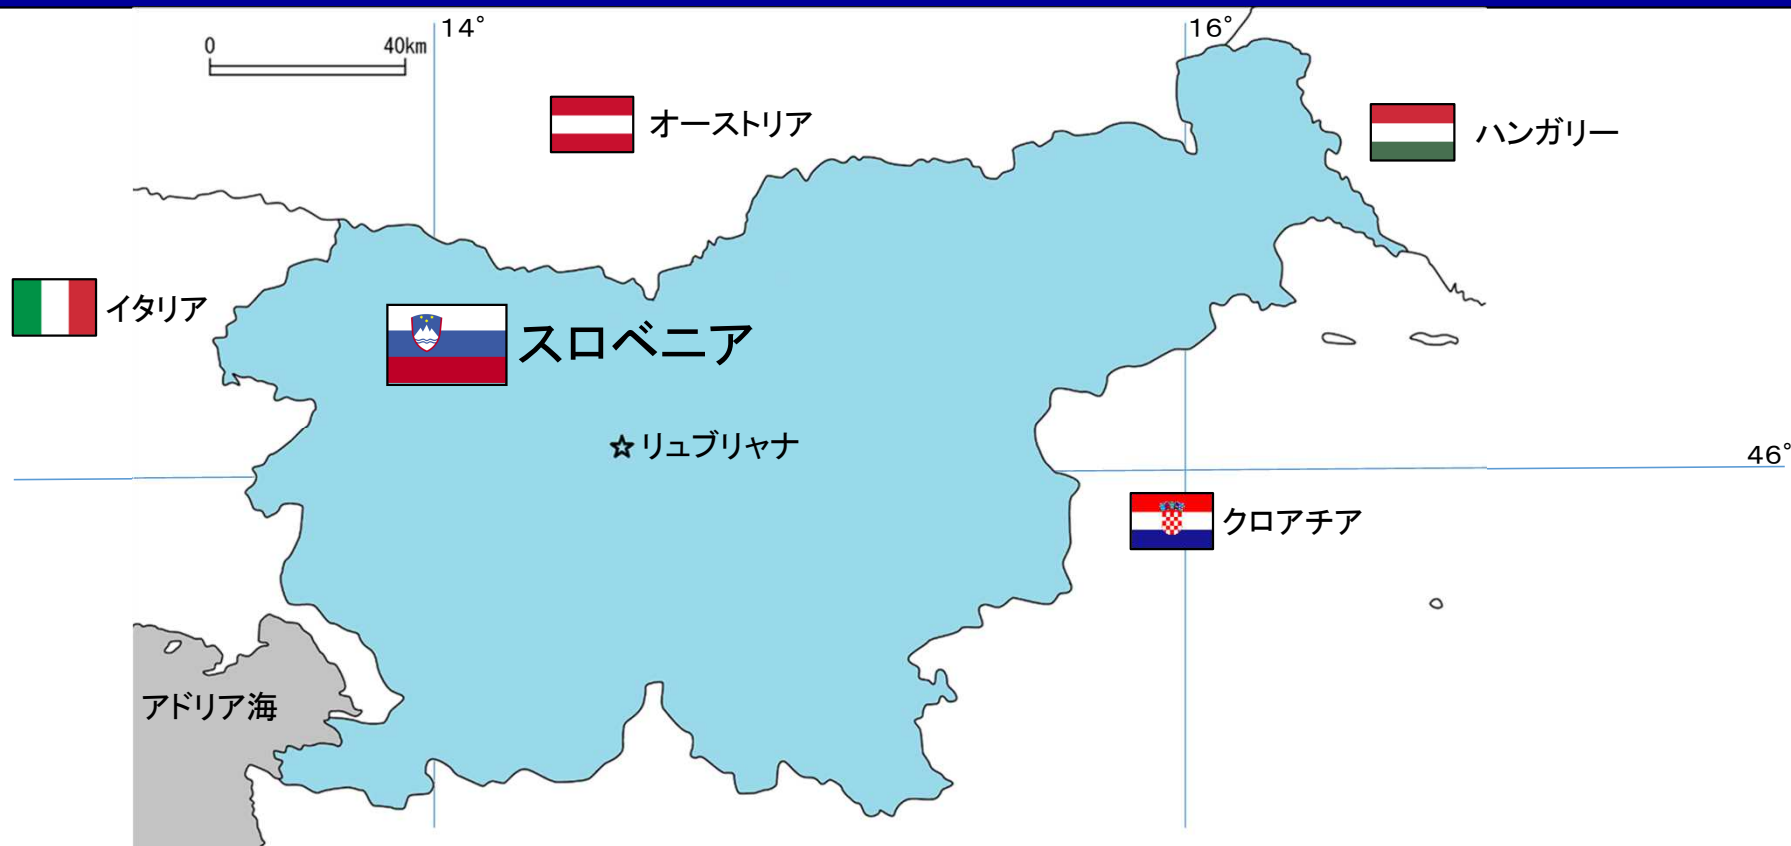 14°
16°
0 40km
オーストリア
ハンガリー
イタリア
スロベニア
☆リュブリャナ
46°
クロアチア
アドリア海